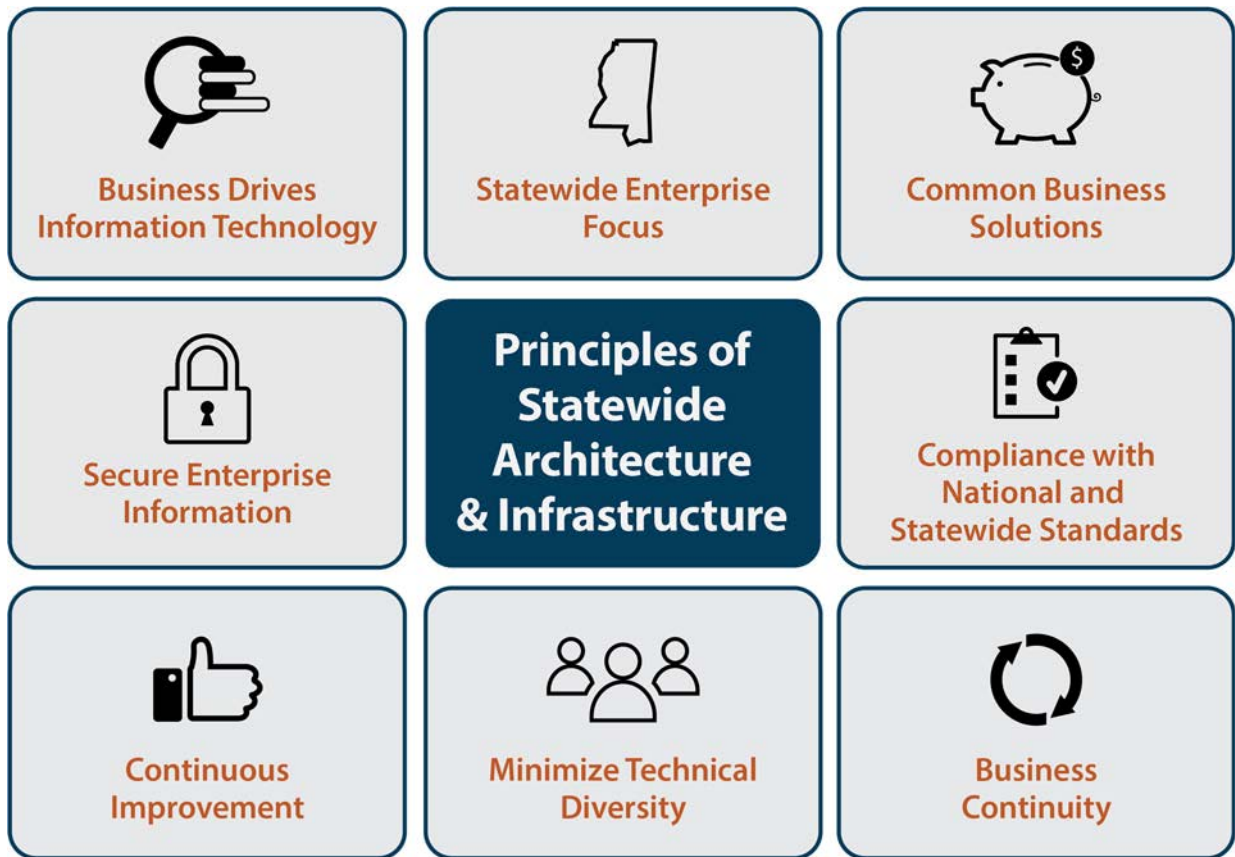 $
Business Drives
Information Technology
Statewide Enterprise
Focus
Common Business
Solutions
Secure Enterprise
Information
Principles of
Statewide
Architecture
& Infrastructure
Compliance with
National and
Statewide Standards
Continuous
Improvement
Minimize Technical
Diversity
Business
Continuity